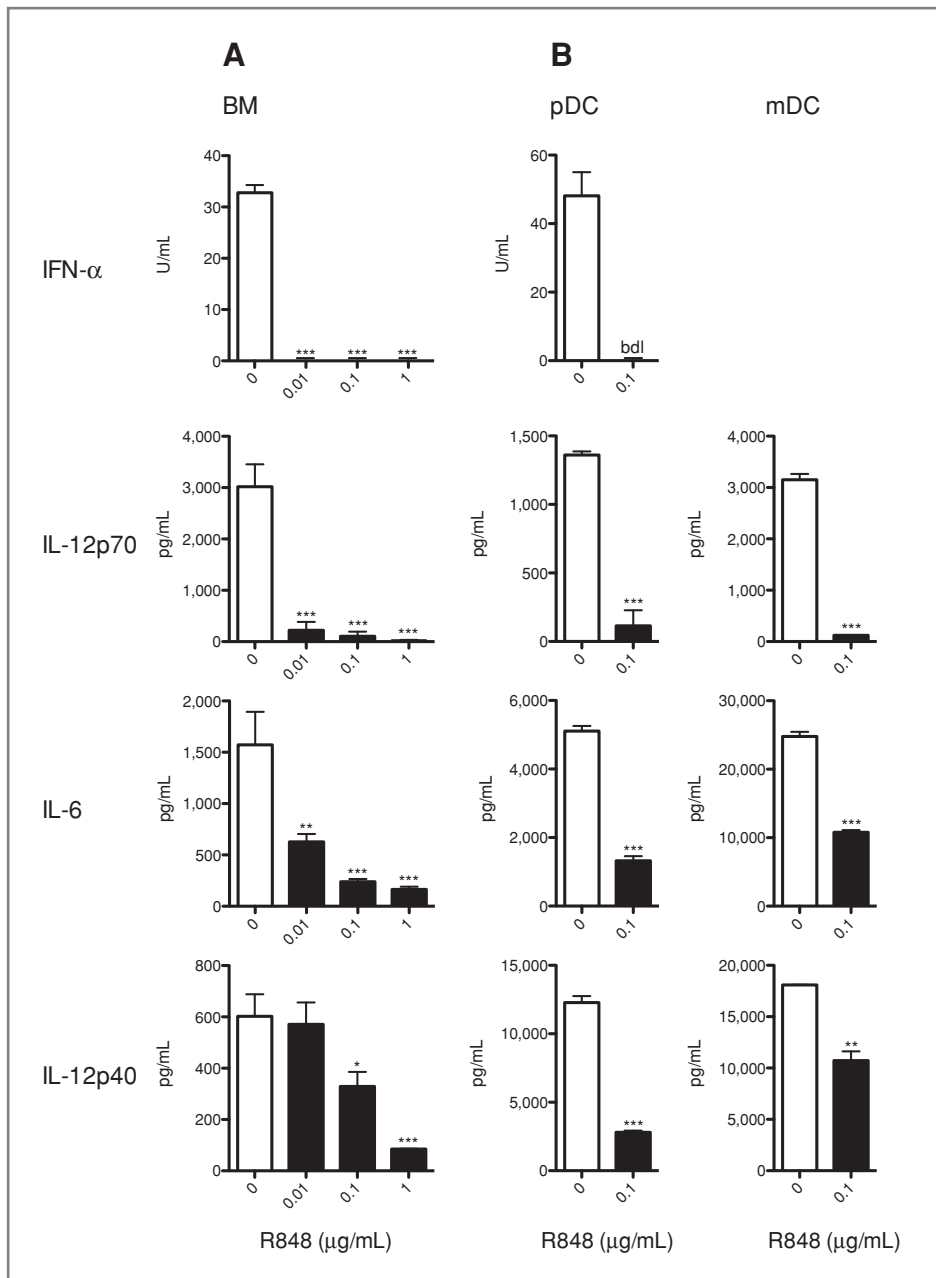 A B
BM pDC mDC
IFN-α
U/mL
40
30
20
10
0
*** *** ***
0 0.01 0.1 1
U/mL
60
40
20
0
bdl
0 0.1
IL-12p70
pg/mL
4,000
3,000
2,000
1,000
0
*** *** ***
0 0.01 0.1 1
pg/mL
1,500
1,000
500
0
***
0 0.1
pg/mL
4,000
3,000
2,000
1,000
0
***
0 0.1
IL-6
pg/mL
2,000
1,500
1,000
500
0
** *** ***
0 0.01 0.1 1
pg/mL
6,000
4,000
2,000
0
***
0 0.1
pg/mL
30,000
20,000
10,000
0
***
0 0.1
IL-12p40
pg/mL
800
600
400
200
0
* ***
0 0.01 0.1 1
pg/mL
15,000
10,000
5,000
0
***
0 0.1
pg/mL
20,000
15,000
10,000
5,000
0
**
0 0.1
R848 (μg/mL) R848 (μg/mL) R848 (μg/mL)